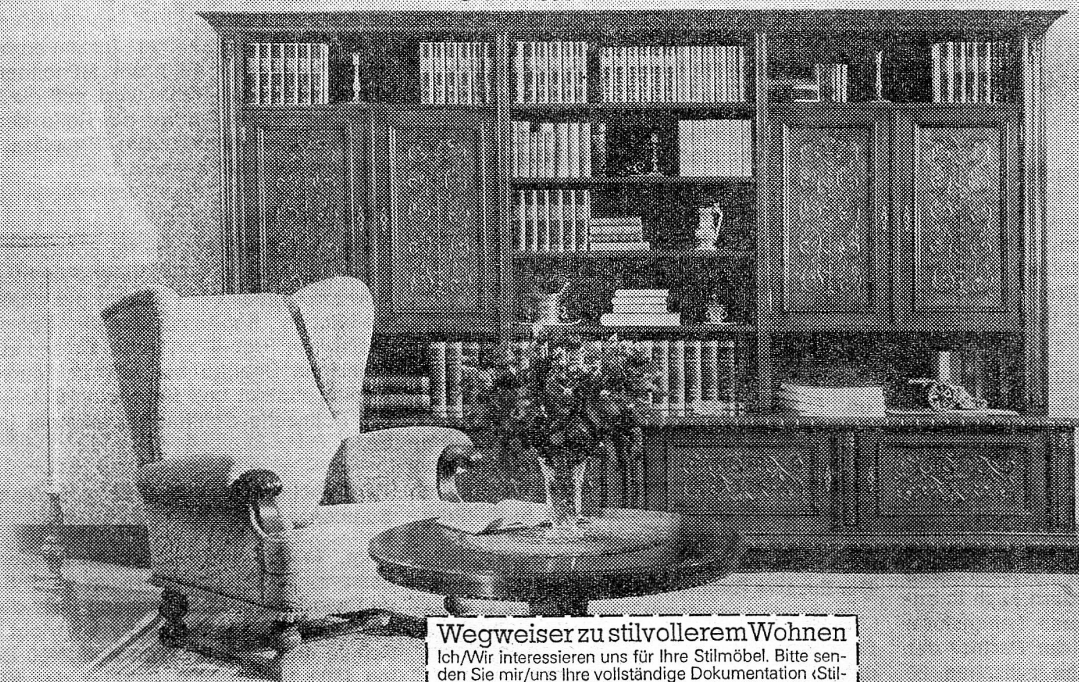 Wegweiser zu stilvollerem Wohnen
Ich/Wir interessieren uns für Ihre Stilmöbel. Bitte sen-
den Sie mir/uns Ihre vollständige Dokumentation ‹Stil-